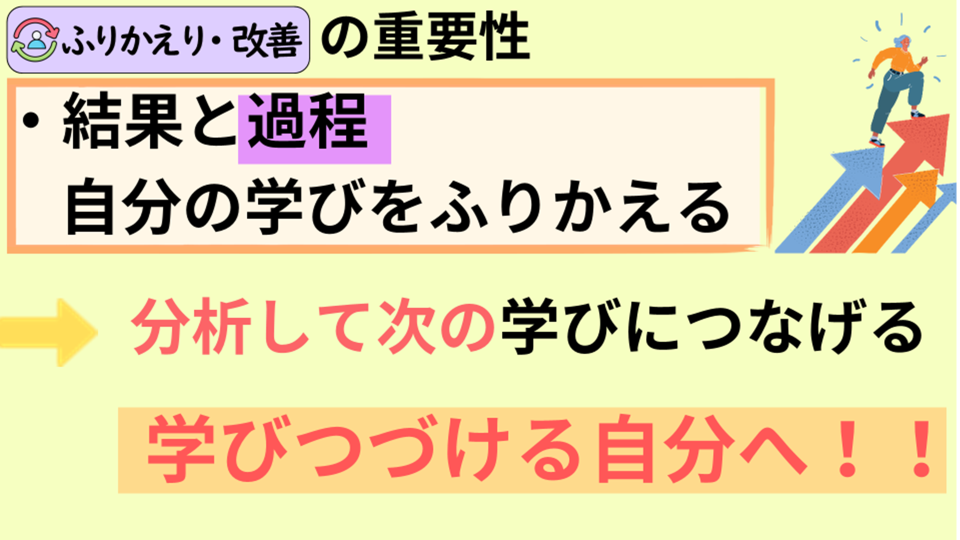 ふりかえり・改善 の重要性
・結果と過程
自分の学びをふりかえる
分析して次の学びにつなげる
学びつづける自分へ！！